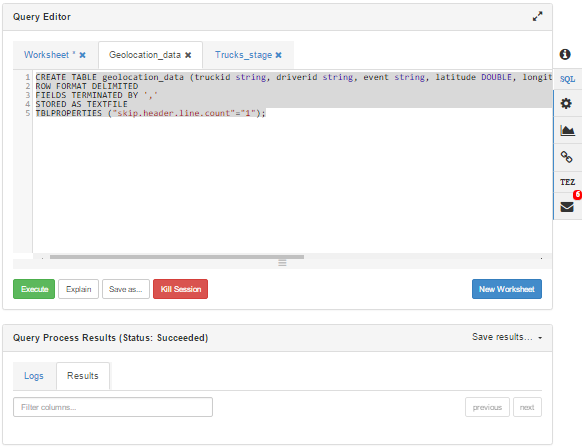 Query Editor
Worksheet * ✖ Geolocation_data ✖ Trucks_stage ✖
1 CREATE TABLE geolocation_data (truckid string, driverid string, event string, latitude DOUBLE, longit
2 ROW FORMAT DELIMITED
3 FIELDS TERMINATED BY ','
4 STORED AS TEXTFILE
5 TBLPROPERTIES ("skip.header.line.count"="1");
SQL
TEZ
6
Execute Explain Save as... Kill Session New Worksheet
Query Process Results (Status: Succeeded) Save results...
Logs Results
Filter columns... previous next